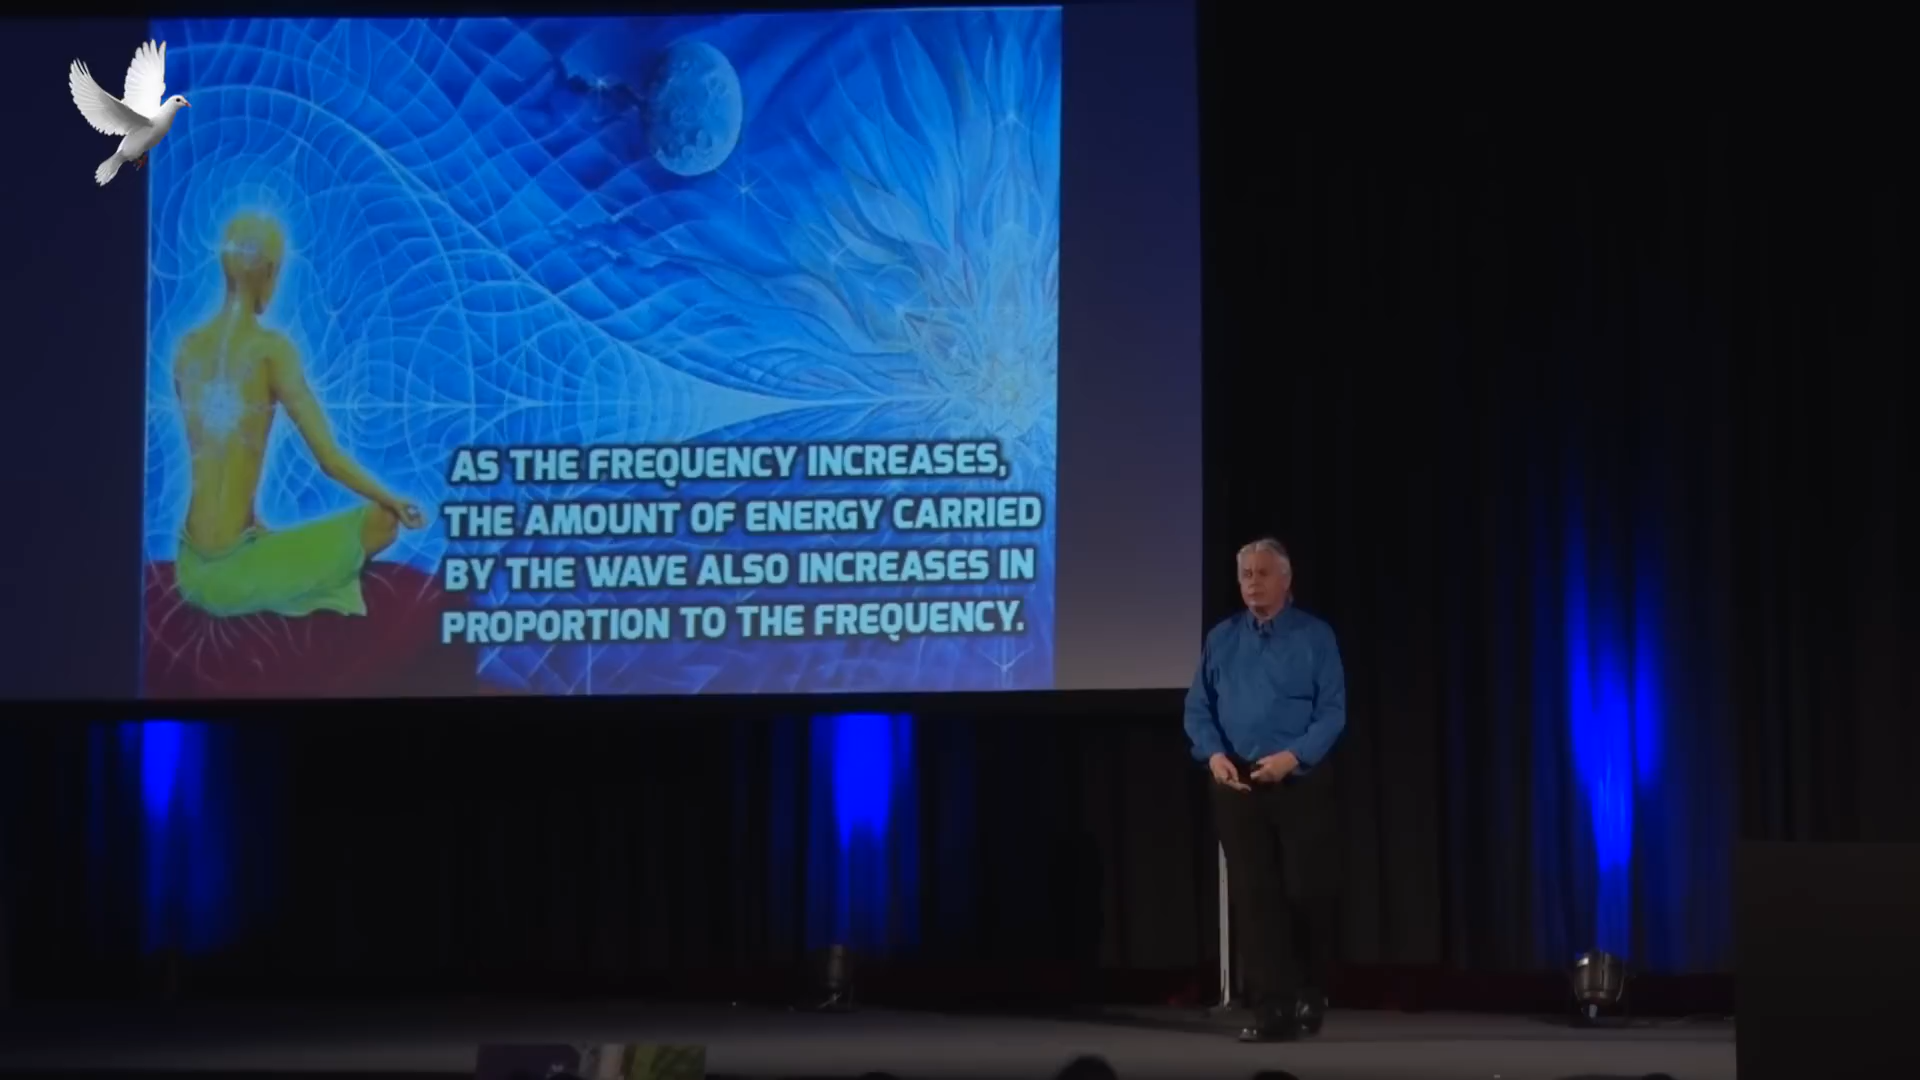 AS THE FREQUENCY INCREASES,
THE AMOUNT OF ENERGY CARRIED
BY THE WAVE ALSO INCREASES IN
PROPORTION TO THE FREQUENCY.